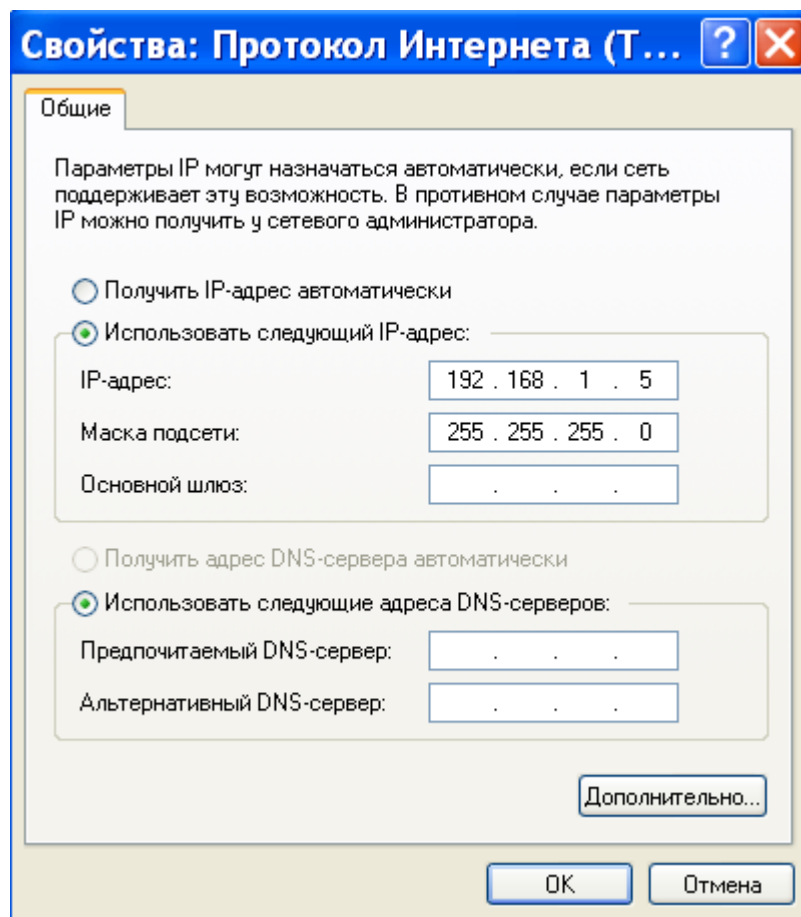 Свойства: Протокол Интернета (Т...
Общие
Параметры IP могут назначаться автоматически, если сеть
поддерживает эту возможность. В противном случае параметры
IP можно получить у сетевого администратора.
Получить IP-адрес автоматически
Использовать следующий IP-адрес:
IP-адрес: 192 . 168 . 1 . 5
Маска подсети: 255 . 255 . 255 . 0
Основной шлюз: . . .
Получить адрес DNS-сервера автоматически
Использовать следующие адреса DNS-серверов:
Предпочитаемый DNS-сервер: . . .
Альтернативный DNS-сервер: . . .
Дополнительно...
OK Отмена